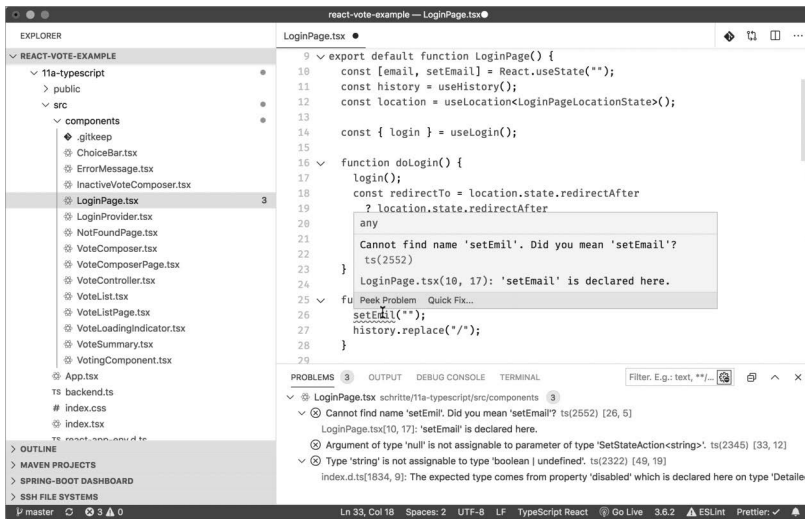 react-vote-example — LoginPage.tsx●
EXPLORER
REACT-VOTE-EXAMPLE
11a-typescript
public
src
components
.gitkeep
ChoiceBar.tsx
ErrorMessage.tsx
InactiveVoteComposer.tsx
LoginPage.tsx 3
LoginProvider.tsx
NotFoundPage.tsx
VoteComposer.tsx
VoteComposerPage.tsx
VoteController.tsx
VoteList.tsx
VoteListPage.tsx
VoteLoadingIndicator.tsx
VoteSummary.tsx
VotingComponent.tsx
App.tsx
TS backend.ts
# index.css
index.tsx
TS react-app-env.d.ts
OUTLINE
MAVEN PROJECTS
SPRING-BOOT DASHBOARD
SSH FILE SYSTEMS
LoginPage.tsx ●
9 export default function LoginPage() {
10 const [email, setEmail] = React.useState("");
11 const history = useHistory();
12 const location = useLocation<LoginPageLocationState>();
13
14 const { login } = useLogin();
15
16 function doLogin() {
17 login();
18 const redirectTo = location.state.redirectAfter
19 ? location.state.redirectAfter
20
21
22
23 }
24
25 fu
26 setEmil("");
27 history.replace("/");
28 }
29
any
Cannot find name 'setEmil'. Did you mean 'setEmail'?
ts(2552)
LoginPage.tsx(10, 17): 'setEmail' is declared here.
Peek Problem Quick Fix...
PROBLEMS 3 OUTPUT DEBUG CONSOLE TERMINAL Filter. E.g.: text, **/...
LoginPage.tsx schritte/11a-typescript/src/components 3
Cannot find name 'setEmil'. Did you mean 'setEmail'? ts(2552) [26, 5]
LoginPage.tsx[10, 17]: 'setEmail' is declared here.
Argument of type 'null' is not assignable to parameter of type 'SetStateAction<string>'. ts(2345) [33, 12]
Type 'string' is not assignable to type 'boolean | undefined'. ts(2322) [49, 19]
index.d.ts[1834, 9]: The expected type comes from property 'disabled' which is declared here on type 'Detaile
master 3 0 Ln 33, Col 18 Spaces: 2 UTF-8 LF TypeScript React Go Live 3.6.2 ESLint Prettier: ✓